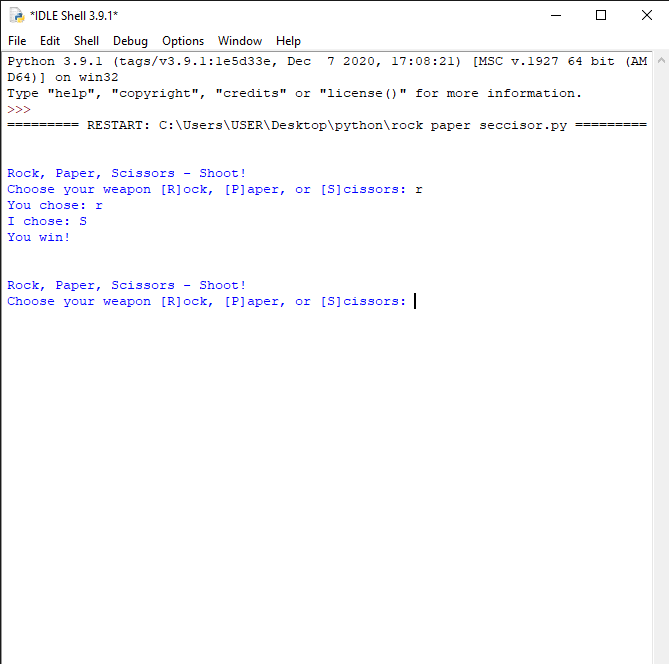 *IDLE Shell 3.9.1*
File Edit Shell Debug Options Window Help
Python 3.9.1 (tags/v3.9.1:1e5d33e, Dec  7 2020, 17:08:21) [MSC v.1927 64 bit (AM
D64)] on win32
Type "help", "copyright", "credits" or "license()" for more information.
>>>
========= RESTART: C:\Users\USER\Desktop\python\rock paper seccisor.py =========
Rock, Paper, Scissors - Shoot!
Choose your weapon [R]ock, [P]aper, or [S]cissors: r
You chose: r
I chose: S
You win!
Rock, Paper, Scissors - Shoot!
Choose your weapon [R]ock, [P]aper, or [S]cissors: